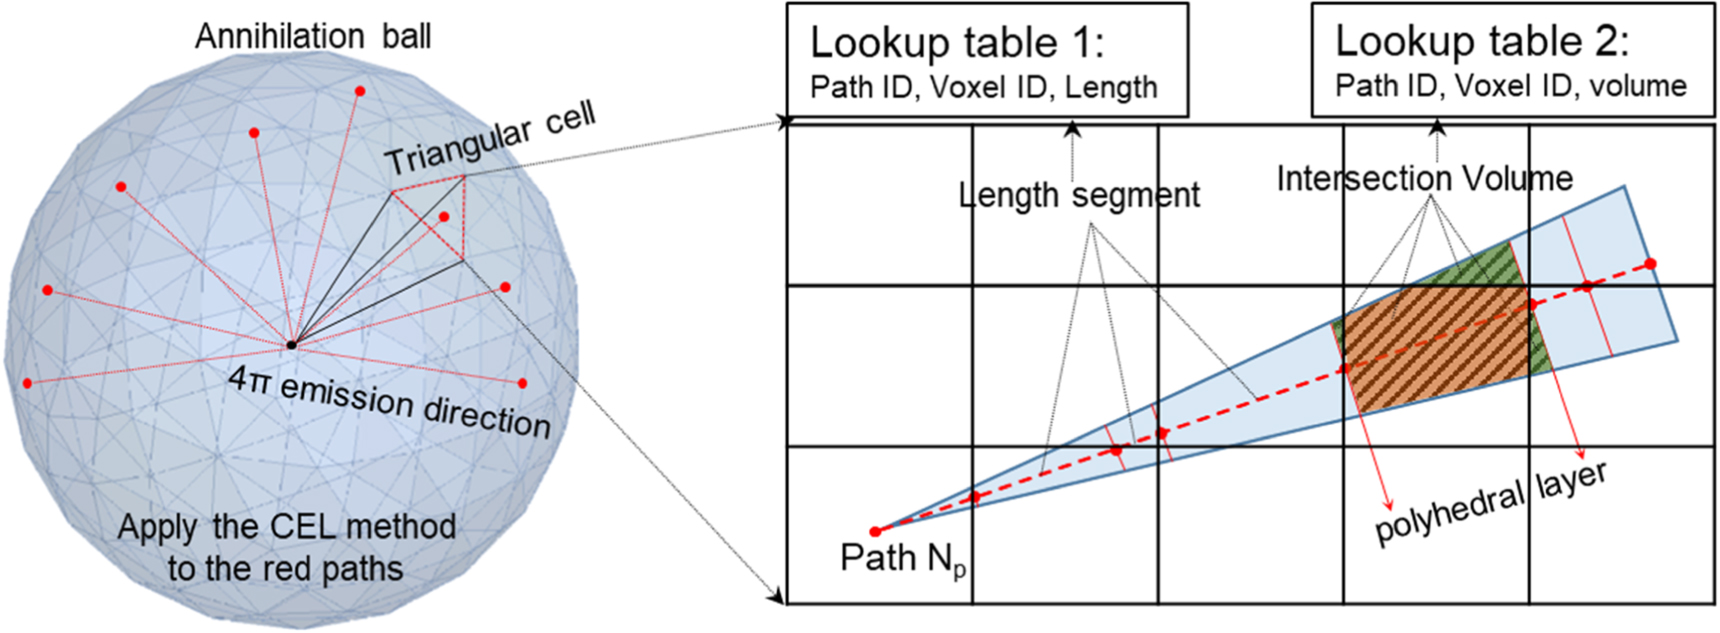 Annihilation ball
Triangular cell
4π emission direction
Apply the CEL method
to the red paths
Lookup table 1:
Path ID, Voxel ID, Length
Lookup table 2:
Path ID, Voxel ID, volume
Length segment
Intersection Volume
polyhedral layer
Path Np